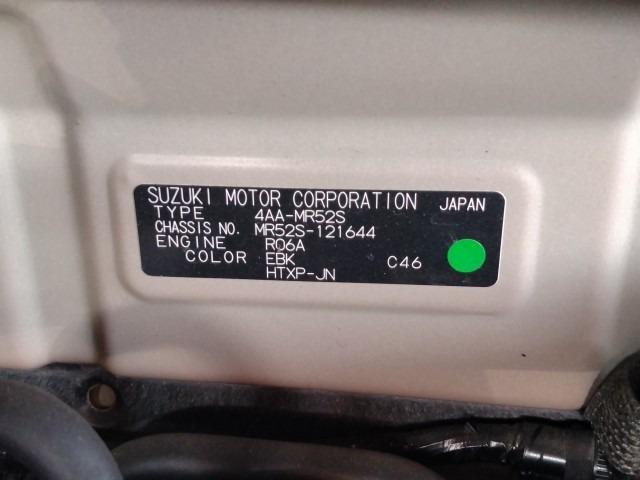 SUZUKI MOTOR CORPORATION JAPAN
TYPE 4AA-MR52S
CHASSIS NO. MR52S-121644
ENGINE R06A
COLOR EBK C46
HTXP-JN